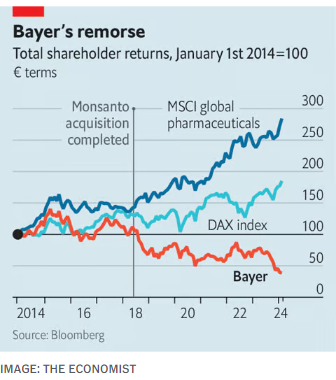 Bayer's remorse
Total shareholder returns, January 1st 2014=100
€ terms
300
Monsanto
acquisition
completed
MSCI global
pharmaceuticals
250
200
150
DAX index
100
50
Bayer
0
2014 16 18 20 22 24
Source: Bloomberg
IMAGE: THE ECONOMIST